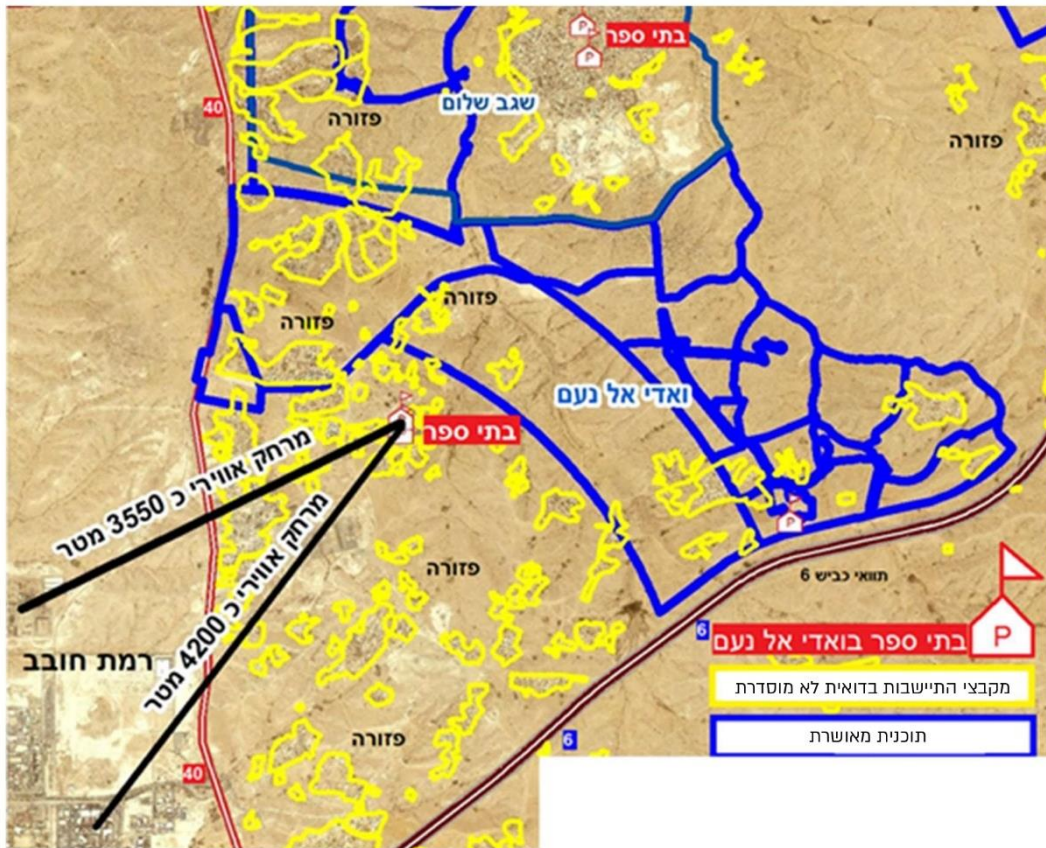 בתי ספר
שגב שלום
40
פזורה
פזורה
פזורה
פזורה
ואדי אל נעם
בתי ספר
מרחק אווירי כ 3550 מטר
מרחק אווירי כ 4200 מטר
פזורה
תוואי כביש 6
רמת חובב
6
בתי ספר בואדי אל נעם
P
מקבצי התיישבות בדואית לא מוסדרת
תוכנית מאושרת
פזורה
6
40
P
P
P